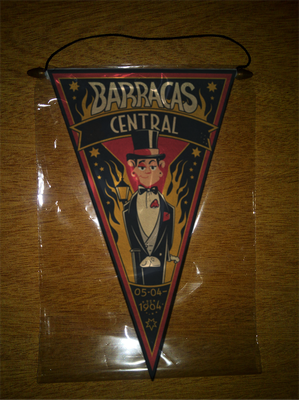 BARRACAS
CENTRAL
05-04-
1904